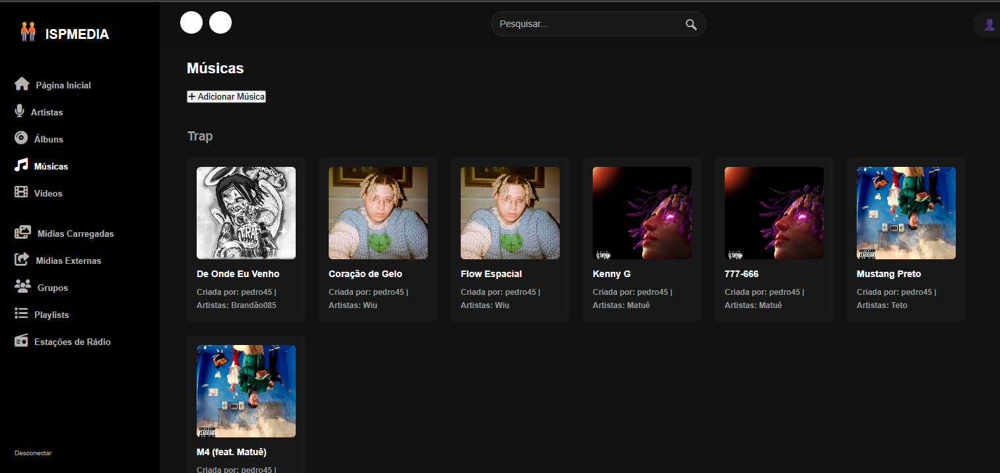 ISPMEDIA
Pesquisar...
Página Inicial
Artistas
Álbuns
Músicas
Vídeos
Mídias Carregadas
Mídias Externas
Grupos
Playlists
Estações de Rádio
Desconectar
Músicas
+ Adicionar Música
Trap
WELCOME
TRAP
De Onde Eu Venho
Criada por: pedro45 |
Artistas: Brandão085
Coração de Gelo
Criada por: pedro45 |
Artistas: Wiu
Flow Espacial
Criada por: pedro45 |
Artistas: Wiu
Kenny G
Criada por: pedro45 |
Artistas: Matuê
777-666
Criada por: pedro45 |
Artistas: Matuê
Mustang Preto
Criada por: pedro45 |
Artistas: Teto
M4 (feat. Matuê)
Criada por: pedro45 |